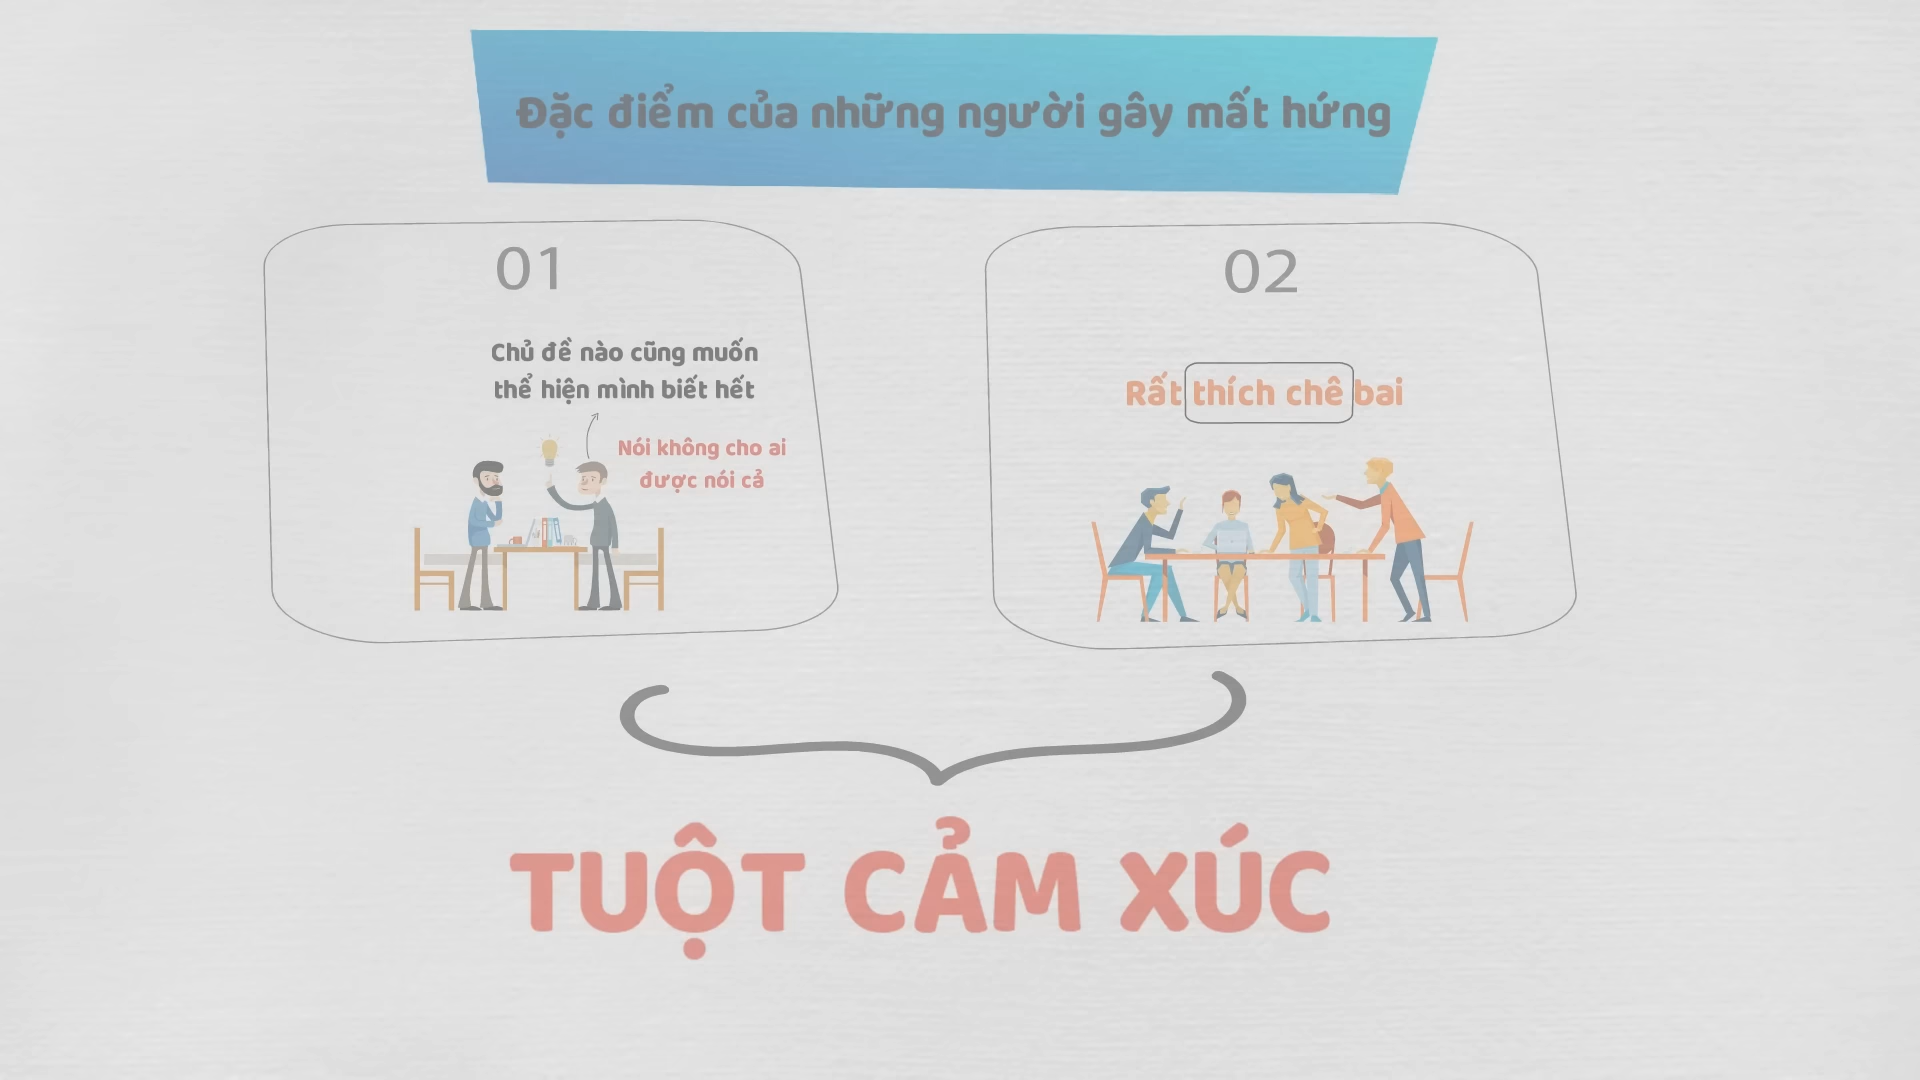 Đặc điểm của những người gây mất hứng
01
Chủ đề nào cũng muốn
thể hiện mình biết hết
Nói không cho ai
được nói cả
02
Rất thích chê bai
TUỘT CẢM XÚC